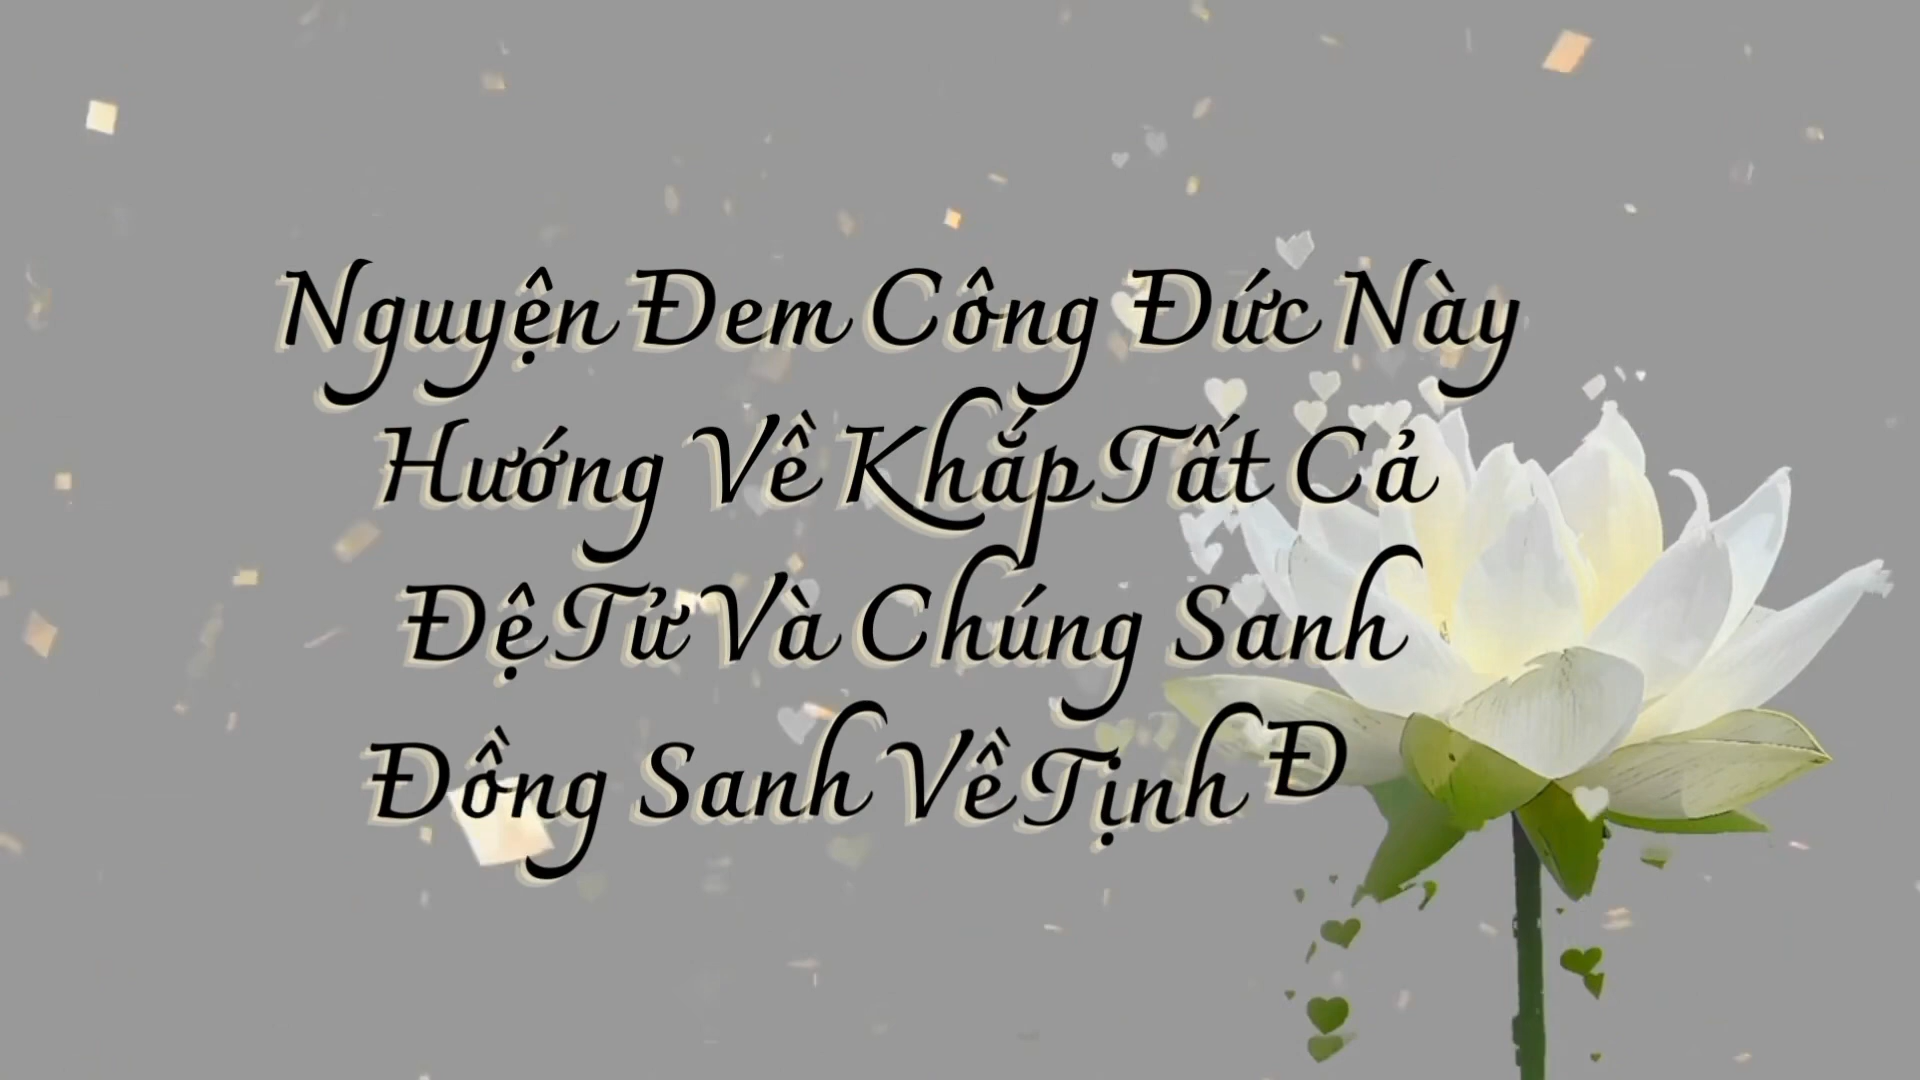 Nguyện Đem Công Đức Này
Hướng Về Khắp Tất Cả
Đệ Tử Và Chúng Sanh
Đồng Sanh Về Tịnh Đ